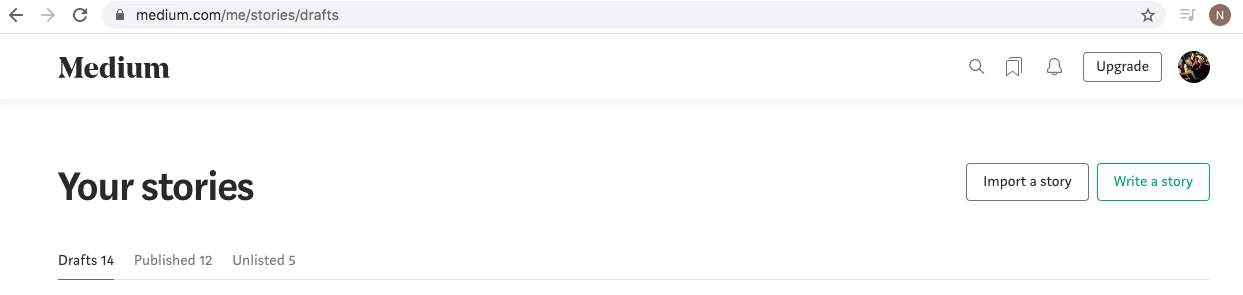 medium.com/me/stories/drafts
N
Medium
Upgrade
Your stories
Import a story
Write a story
Drafts 14
Published 12
Unlisted 5